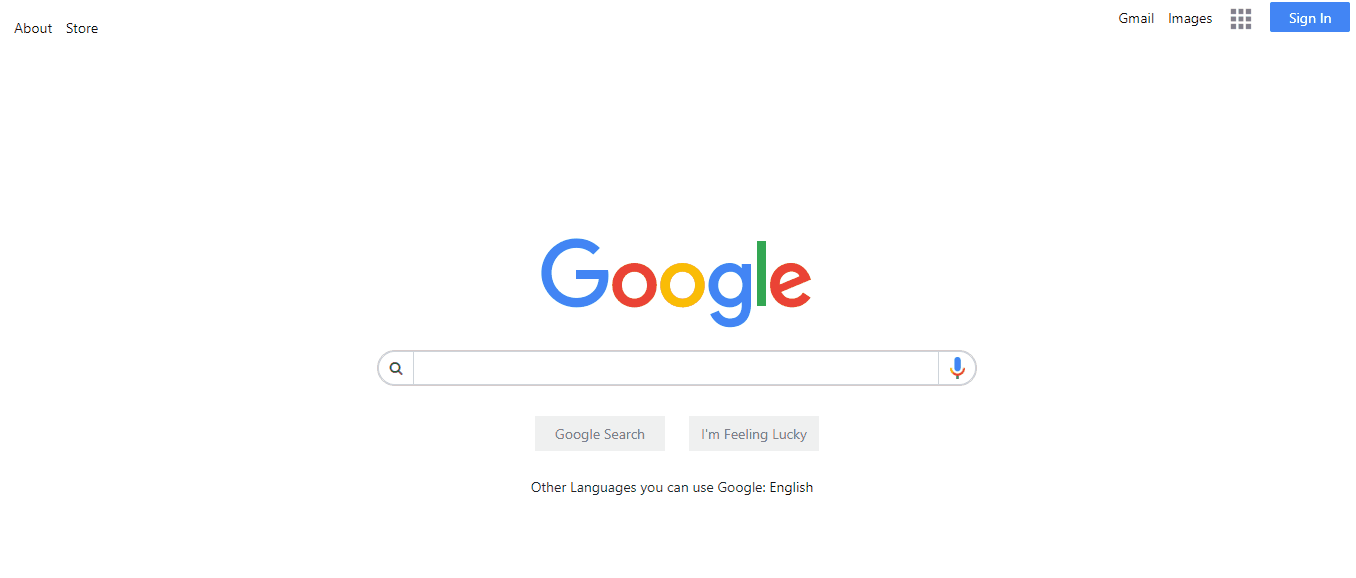 About Store
Gmail Images Sign In
Google
Google Search I'm Feeling Lucky
Other Languages you can use Google: English